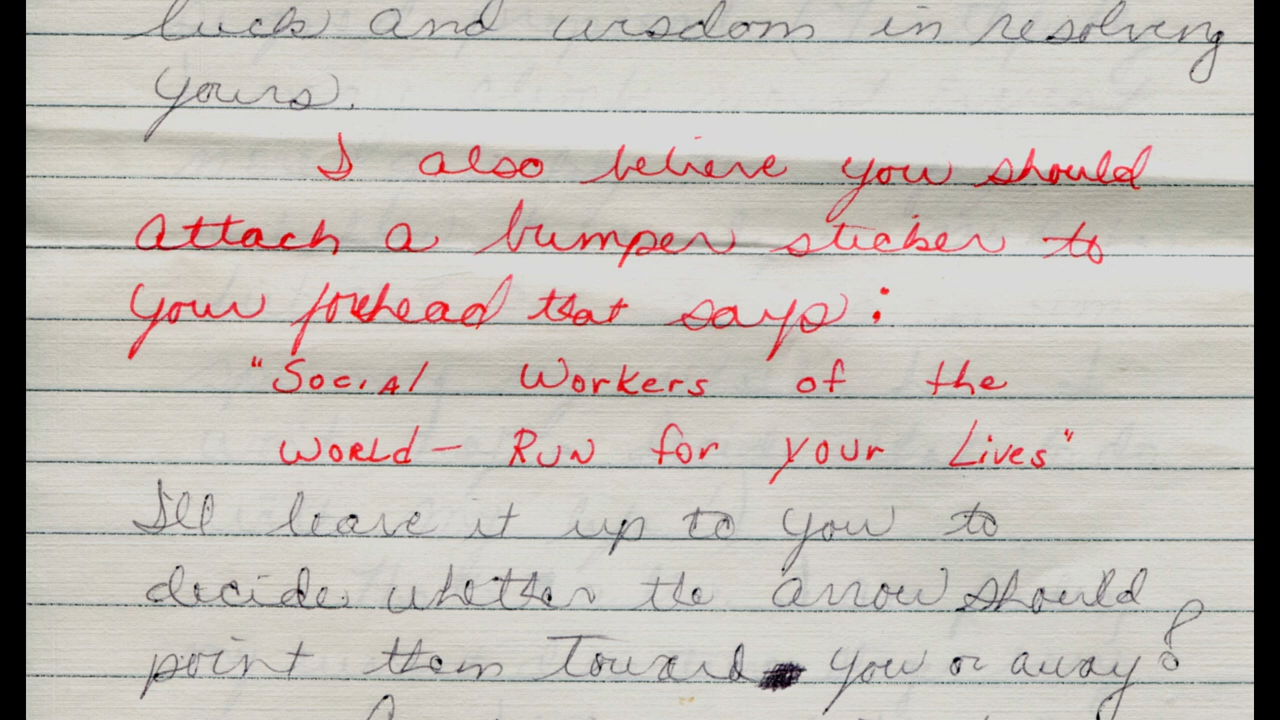 luck and wisdom in resolving
yours.
I also believe you should
attach a bumper sticker to
your forehead that says:
"Social Workers of the
WORLD – RUN for your Lives"
I'll leave it up to you to
decide whether the arrow should
point them toward you or away?